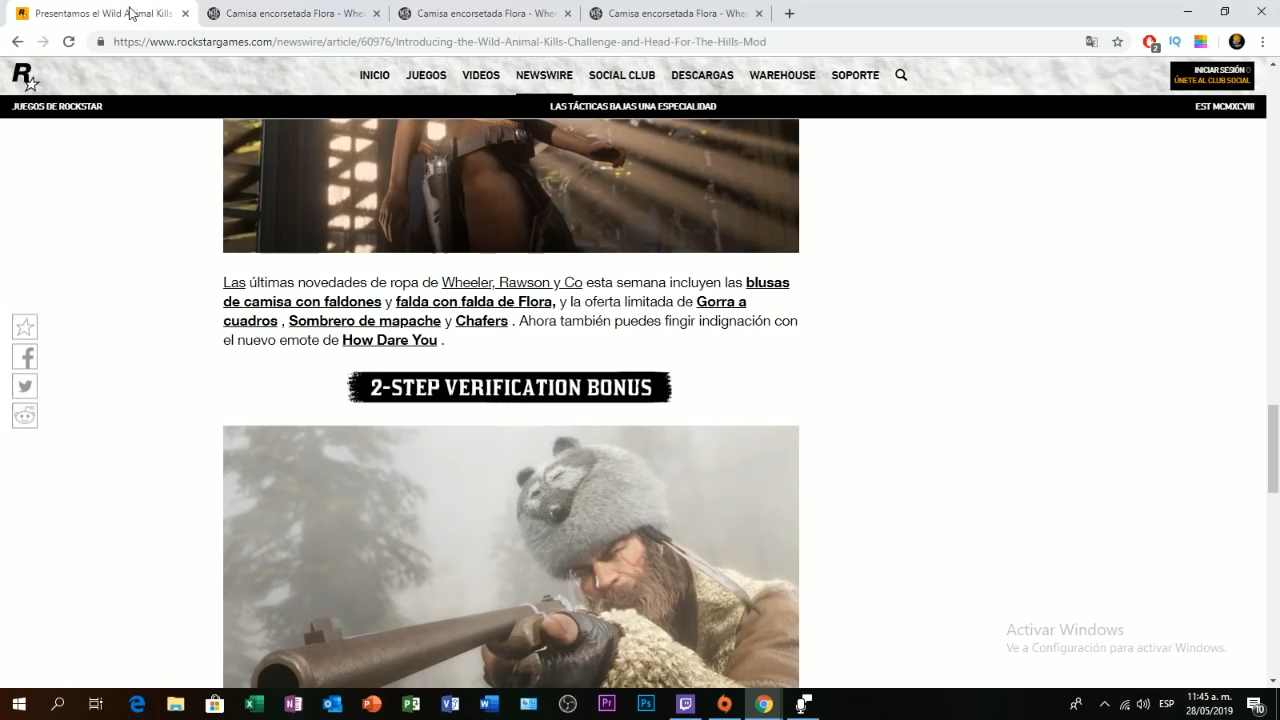 Presentamos el Wild Animal Kills
Camisa encorsetada Flora - Whee
Camisa encorsetada Flora - Whee
Camisa encorsetada Flora - Whee
https://www.rockstargames.com/newswire/article/60976/Introducing-the-Wild-Animal-Kills-Challenge-and-Head-For-The-Hills-Mod
2
IQ
R
INICIO JUEGOS VIDEOS NEWSWIRE SOCIAL CLUB DESCARGAS WAREHOUSE SOPORTE
INICIAR SESIÓN
ÚNETE AL CLUB SOCIAL
JUEGOS DE ROCKSTAR
LAS TÁCTICAS BAJAS UNA ESPECIALIDAD
EST MCMXCVIII
Las últimas novedades de ropa de Wheeler, Rawson y Co esta semana incluyen las blusas
de camisa con faldones y falda con falda de Flora, y la oferta limitada de Gorra a
cuadros , Sombrero de mapache y Chafers . Ahora también puedes fingir indignación con
el nuevo emote de How Dare You .
2-STEP VERIFICATION BONUS
Activar Windows
Ve a Configuración para activar Windows.
ESP
11:45 a. m.
28/05/2019
10